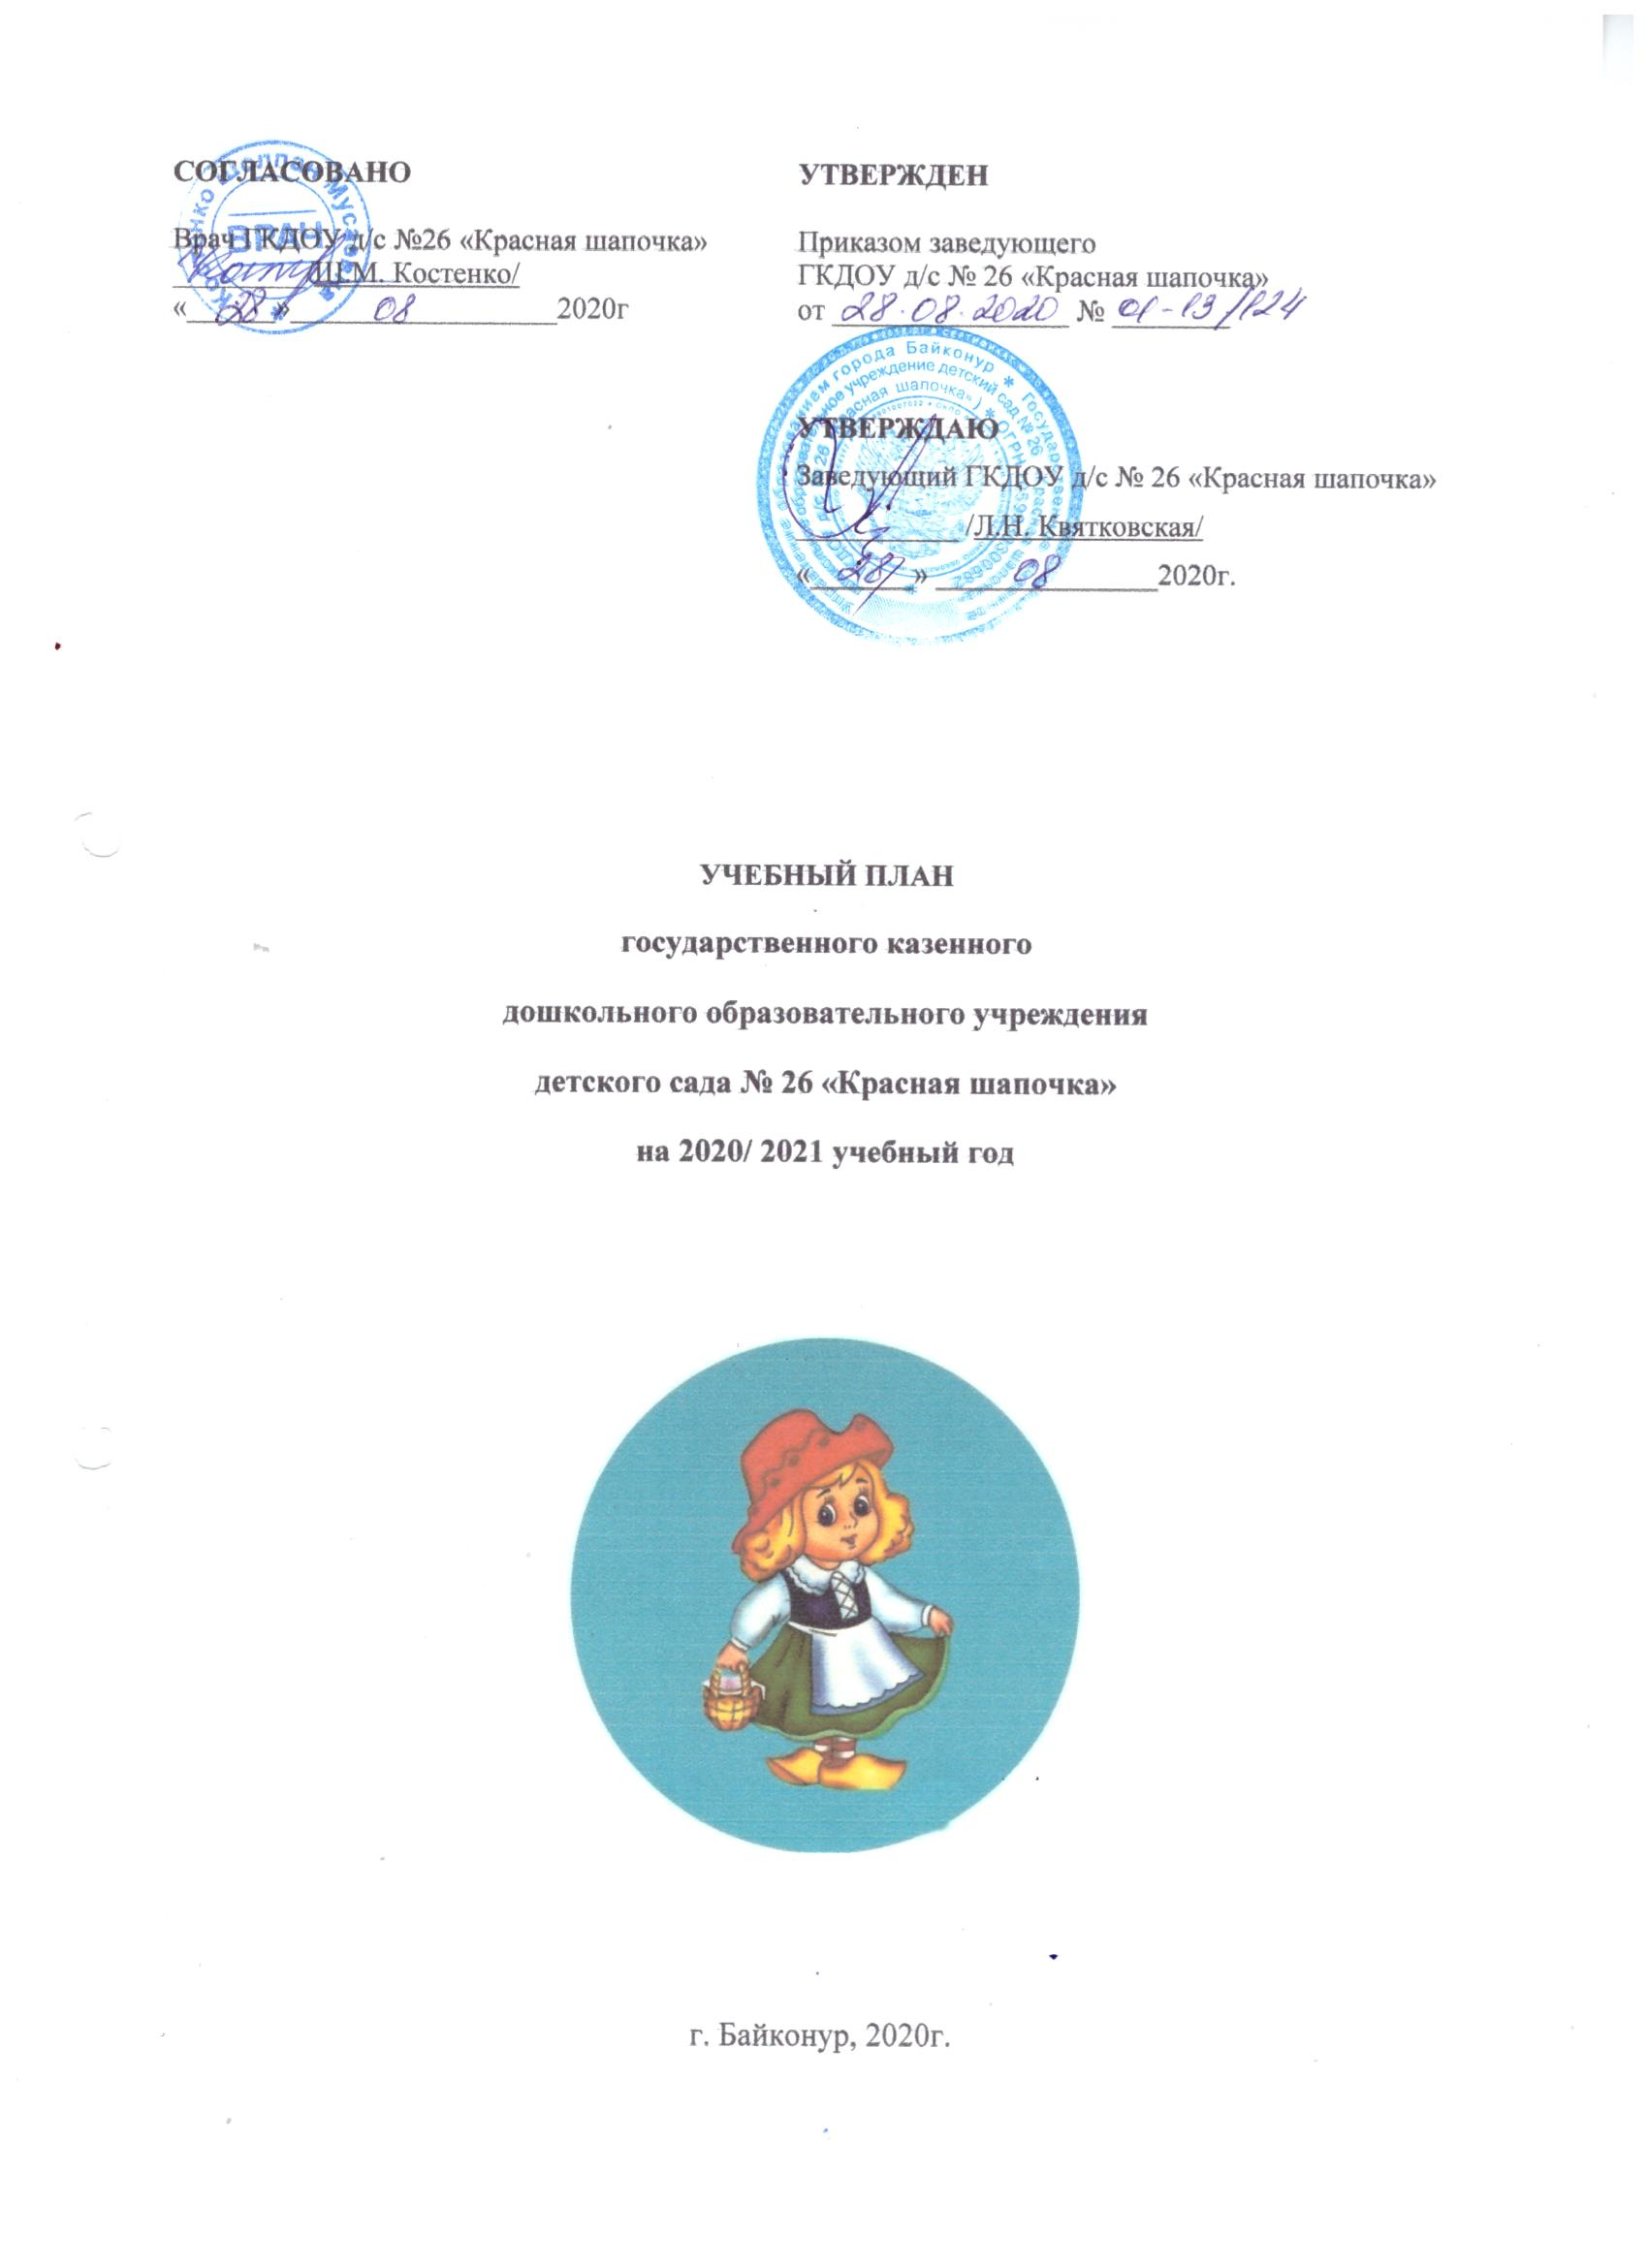 СОГЛАСОВАНО
Врач ГКДОУ д/с №26 «Красная шапочка»
Ш.М. Костенко/
«28» 08 2020г
ВРАЧ
УТВЕРЖДЕН
Приказом заведующего
ГКДОУ д/с № 26 «Красная шапочка»
от 28.08.2020 № 01-13/124
УТВЕРЖДАЮ
Заведующий ГКДОУ д/с № 26 «Красная шапочка»
/Л.Н. Квятковская/
«28» 08 2020г.
УЧЕБНЫЙ ПЛАН
государственного казенного
дошкольного образовательного учреждения
детского сада № 26 «Красная шапочка»
на 2020/ 2021 учебный год
г. Байконур, 2020г.